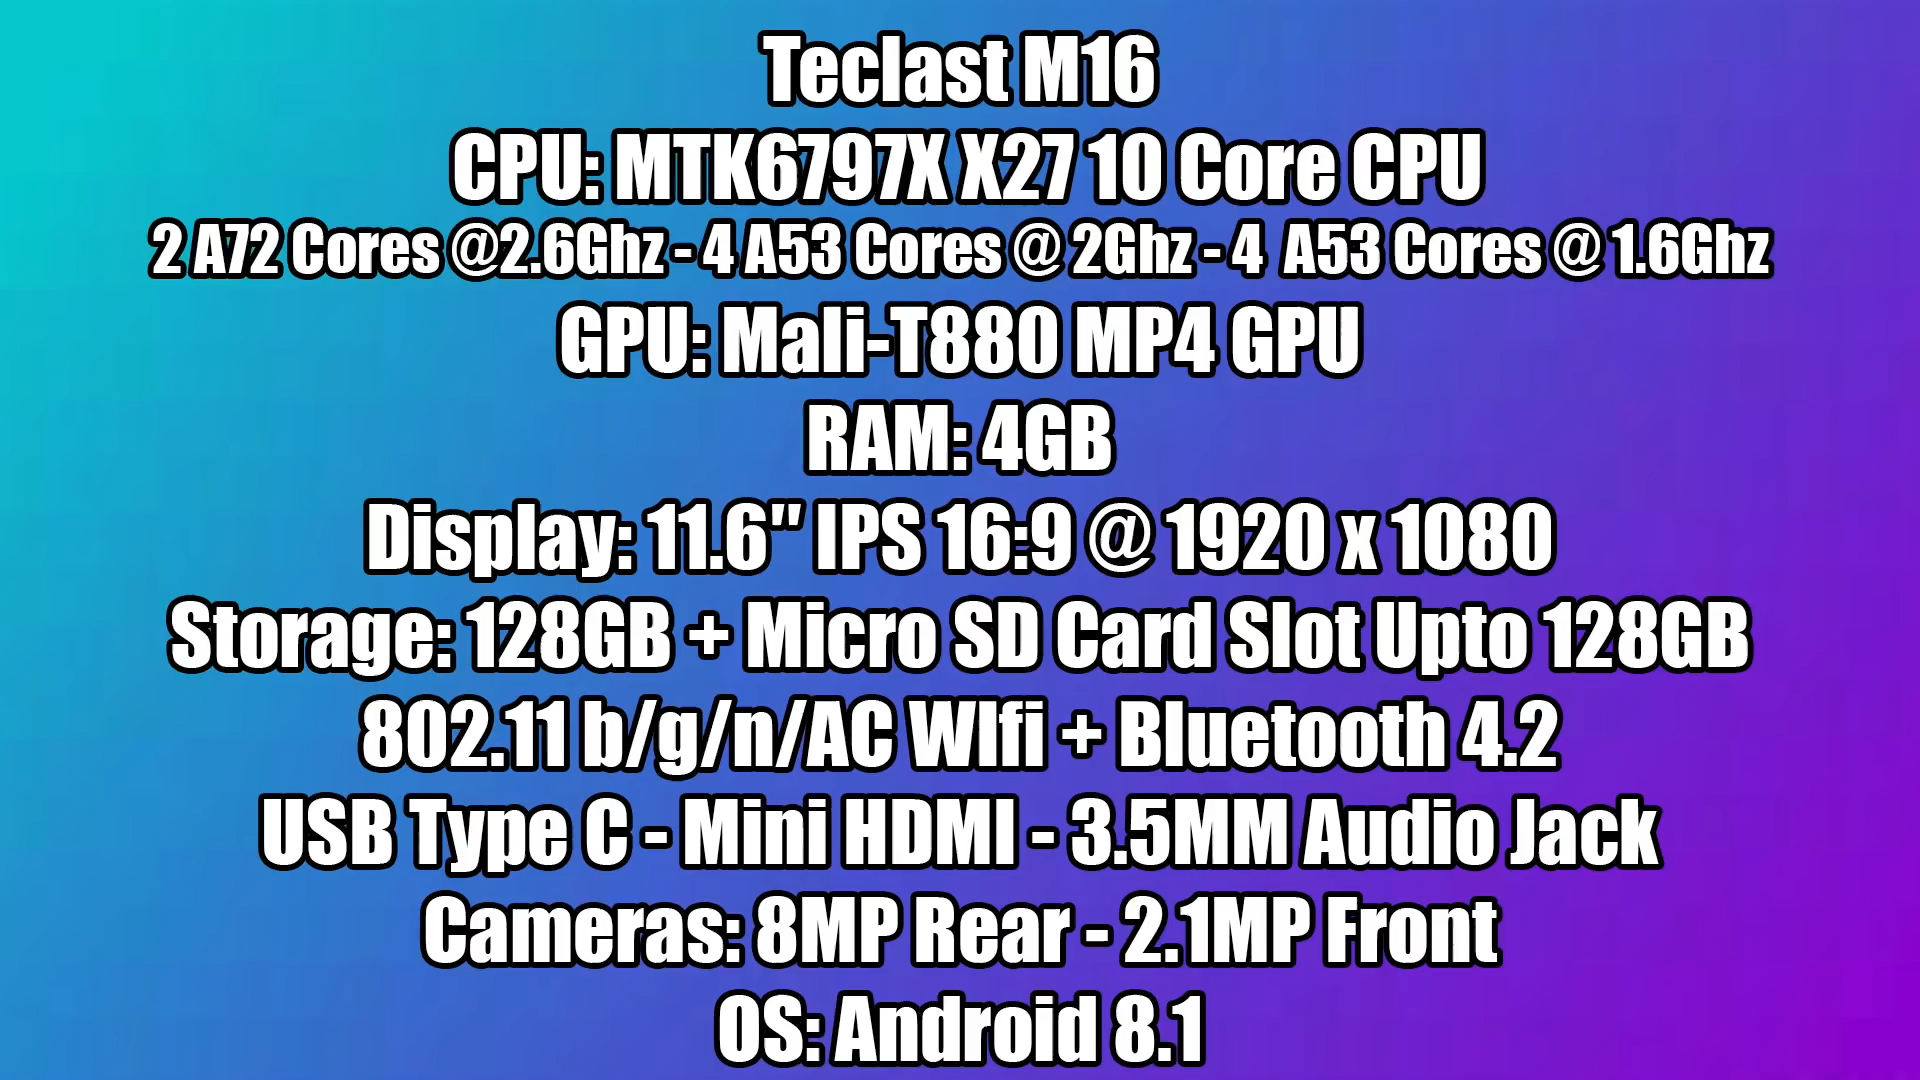 Teclast M16
CPU: MTK6797X X27 10 Core CPU
2 A72 Cores @2.6Ghz - 4 A53 Cores @ 2Ghz - 4 A53 Cores @ 1.6Ghz
GPU: Mali-T880 MP4 GPU
RAM: 4GB
Display: 11.6" IPS 16:9 @ 1920 x 1080
Storage: 128GB + Micro SD Card Slot Upto 128GB
802.11 b/g/n/AC WIfi + Bluetooth 4.2
USB Type C - Mini HDMI - 3.5MM Audio Jack
Cameras: 8MP Rear - 2.1MP Front
OS: Android 8.1